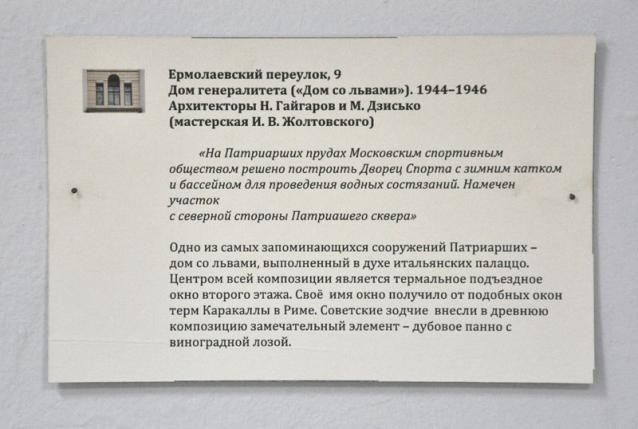 Ермолаевский переулок, 9
Дом генералитета («Дом со львами»). 1944–1946
Архитекторы Н. Гайгаров и М. Дзисько
(мастерская И. В. Жолтовского)
«На Патриарших прудах Московским спортивным
обществом решено построить Дворец Спорта с зимним катком
и бассейном для проведения водных состязаний. Намечен
участок
с северной стороны Патриашего сквера»
Одно из самых запоминающихся сооружений Патриарших –
дом со львами, выполненный в духе итальянских палаццо.
Центром всей композиции является термальное подъездное
окно второго этажа. Своё имя окно получило от подобных окон
терм Каракаллы в Риме. Советские зодчие внесли в древнюю
композицию замечательный элемент – дубовое панно с
виноградной лозой.